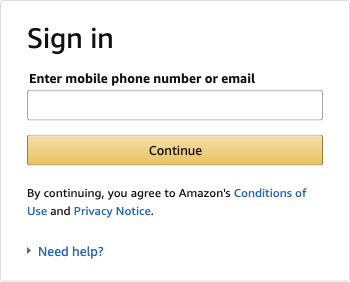 Sign in
Enter mobile phone number or email
Continue
By continuing, you agree to Amazon's Conditions of
Use and Privacy Notice.
Need help?